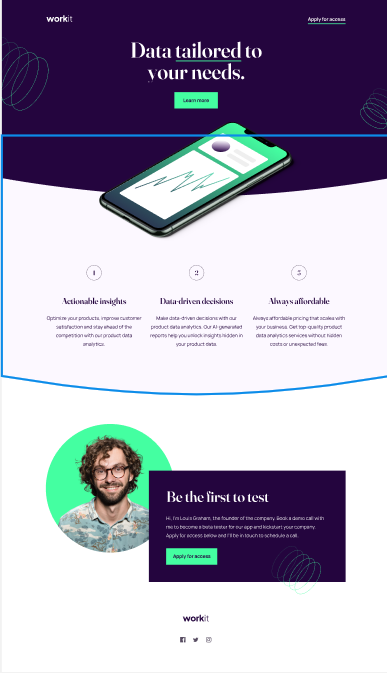 workit
Apply for access
Data tailored to
your needs.
Learn more
1
2
3
Actionable insights
Data-driven decisions
Always affordable
Optimize your products, improve customer
satisfaction and stay ahead of the
competition with our product data
analytics.
Make data-driven decisions with our
product data analytics. Our AI-generated
reports help you unlock insights hidden in
your product data.
Always affordable pricing that scales with
your business. Get top-quality product
data analytics services without hidden
costs or unexpected fees.
Be the first to test
Hi, I'm Louis Graham, the founder of the company. Book a demo call with
me to become a beta tester for our app and kickstart your company.
Apply for access below and I'll be in touch to schedule a call.
Apply for access
workit